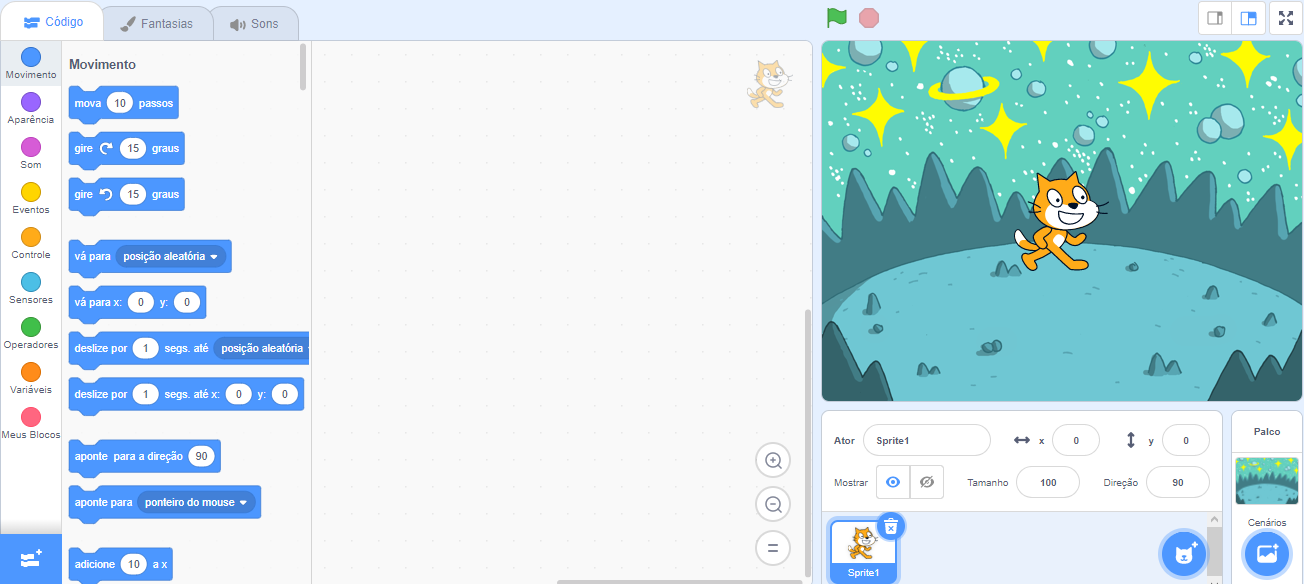 Código
Fantasias
Sons
Movimento
Aparência
Som
Eventos
Controle
Sensores
Operadores
Variáveis
Meus Blocos
Movimento
mova 10 passos
gire 15 graus
gire 15 graus
vá para posição aleatória
vá para x: 0 y: 0
deslize por 1 segs. até posição aleatória
deslize por 1 segs. até x: 0 y: 0
aponte para a direção 90
aponte para ponteiro do mouse
adicione 10 a x
Ator Sprite1 x 0 y 0
Mostrar Tamanho 100 Direção 90
Sprite1
Palco
Cenários